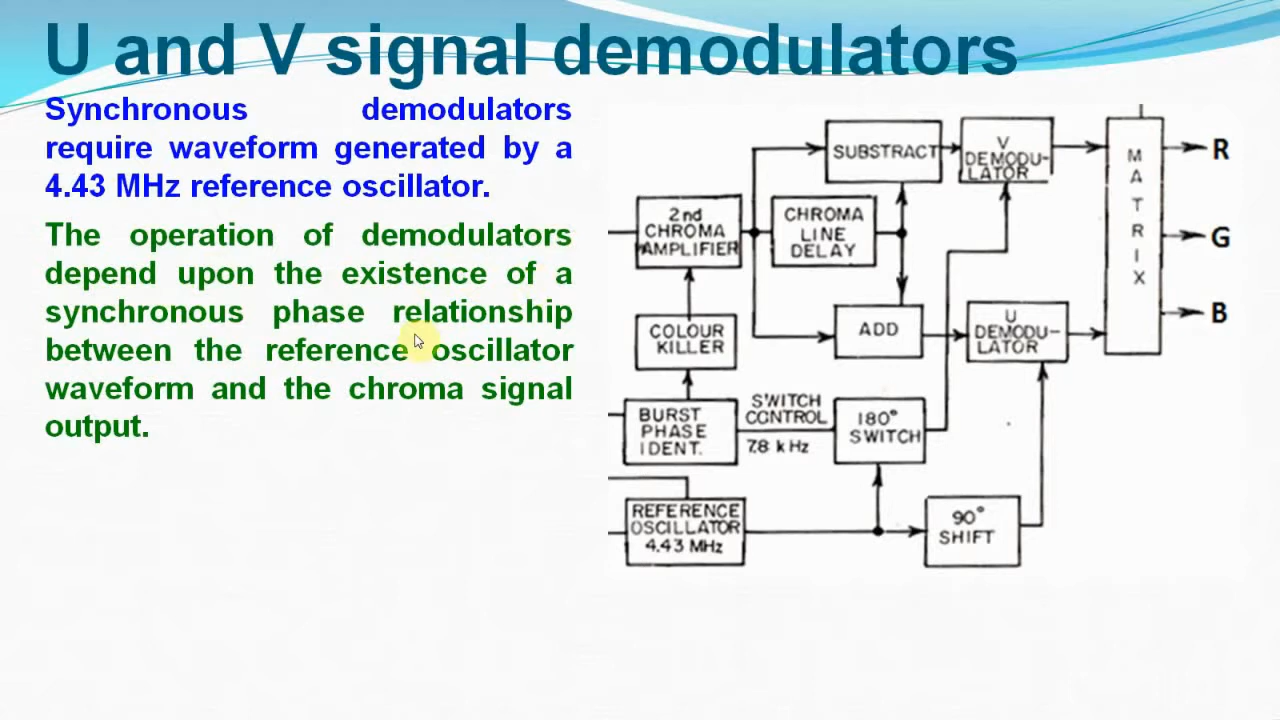 U and V signal demodulators
Synchronous demodulators
require waveform generated by a
4.43 MHz reference oscillator.
The operation of demodulators
depend upon the existence of a
synchronous phase relationship
between the reference oscillator
waveform and the chroma signal
output.
SUBSTRACT
V
DEMODU-
LATOR
M
A
T
R
I
X
R
G
B
2nd
CHROMA
AMPLIFIER
CHROMA
LINE
DELAY
COLOUR
KILLER
ADD
U
DEMODU-
LATOR
BURST
PHASE
IDENT.
SWITCH
CONTROL
7.8 kHz
180°
SWITCH
REFERENCE
OSCILLATOR
4.43 MHz
90°
SHIFT